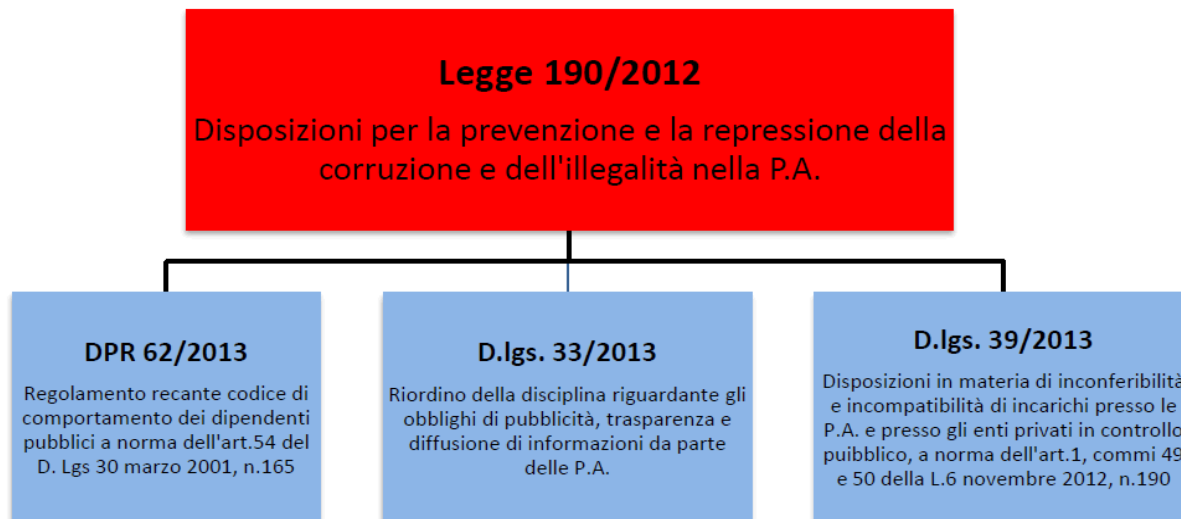 Legge 190/2012
Disposizioni per la prevenzione e la repressione della
corruzione e dell'illegalità nella P.A.
DPR 62/2013
Regolamento recante codice di
comportamento dei dipendenti
pubblici a norma dell'art.54 del
D. Lgs 30 marzo 2001, n.165
D.lgs. 33/2013
Riordino della disciplina riguardante gli
obblighi di pubblicità, trasparenza e
diffusione di informazioni da parte
delle P.A.
D.lgs. 39/2013
Disposizioni in materia di inconferibilità
e incompatibilità di incarichi presso le
P.A. e presso gli enti privati in controllo
puibblico, a norma dell'art.1, commi 49
e 50 della L.6 novembre 2012, n.190